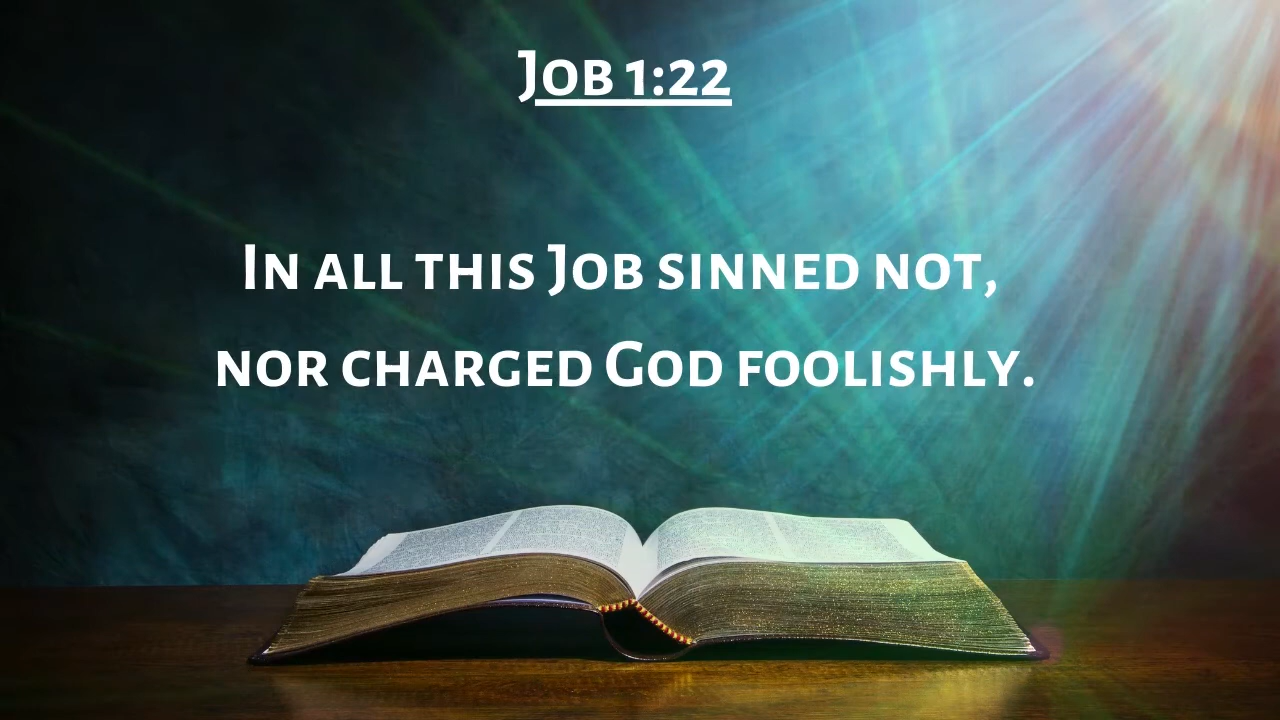 Job 1:22
In all this Job sinned not,
nor charged God foolishly.